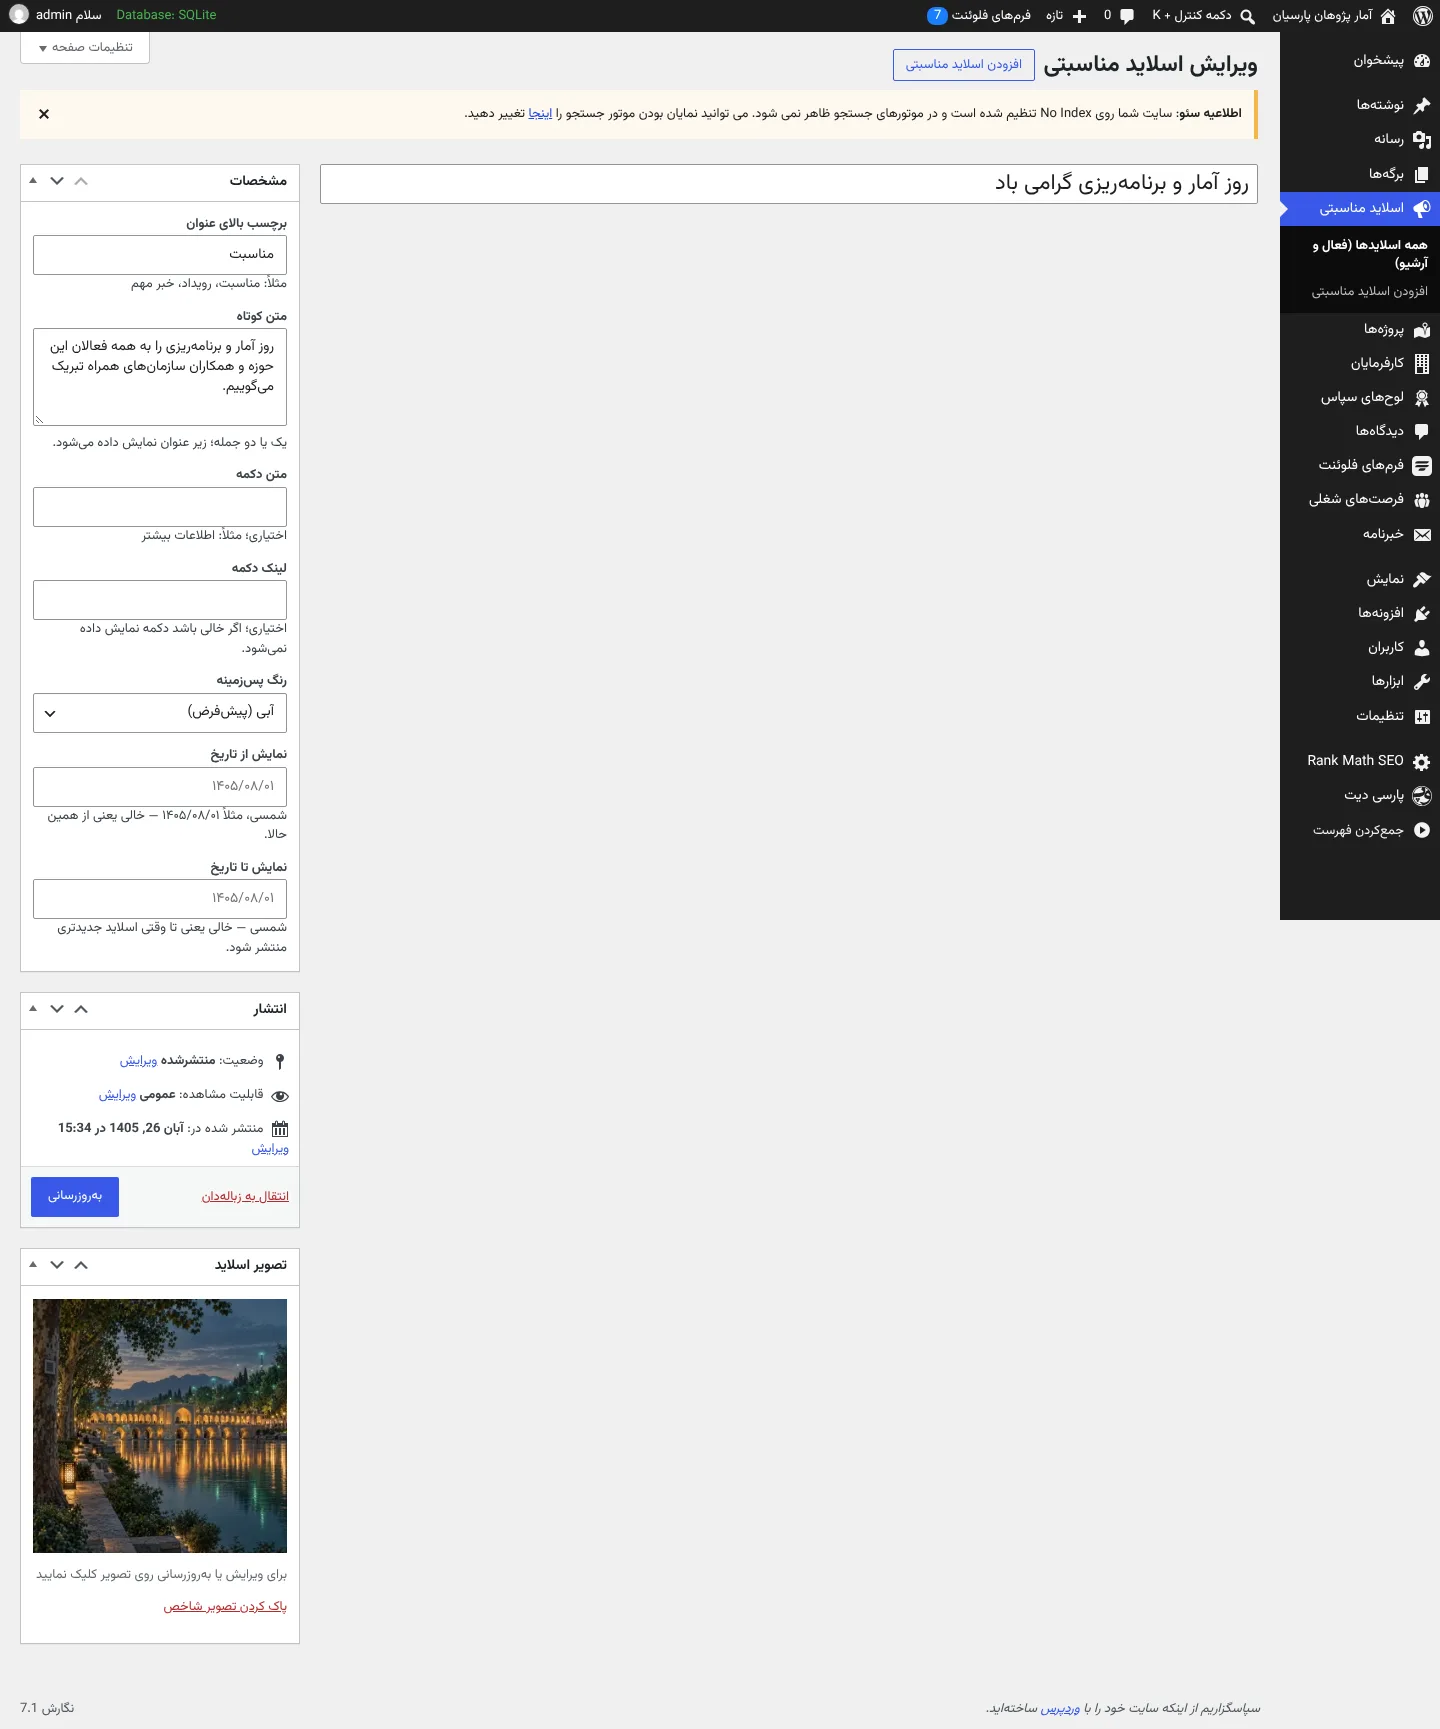 آمار پژوهان پارسیان
دکمه کنترل + K
0
تازه
فرم‌های فلوئنت 7
Database: SQLite
سلام admin
پیشخوان
نوشته‌ها
رسانه
برگه‌ها
اسلاید مناسبتی
همه اسلایدها (فعال و
آرشیو)
افزودن اسلاید مناسبتی
پروژه‌ها
کارفرمایان
لوح‌های سپاس
دیدگاه‌ها
فرم‌های فلوئنت
فرصت‌های شغلی
خبرنامه
نمایش
افزونه‌ها
کاربران
ابزارها
تنظیمات
Rank Math SEO
پارسی دیت
جمع‌کردن فهرست
تنظیمات صفحه
ویرایش اسلاید مناسبتی
افزودن اسلاید مناسبتی
اطلاعیه سئو: سایت شما روی No Index تنظیم شده است و در موتورهای جستجو ظاهر نمی شود. می توانید نمایان بودن موتور جستجو را اینجا تغییر دهید.
روز آمار و برنامه‌ریزی گرامی باد
مشخصات
برچسب بالای عنوان
مناسبت
مثلاً: مناسبت، رویداد، خبر مهم
متن کوتاه
روز آمار و برنامه‌ریزی را به همه فعالان این
حوزه و همکاران سازمان‌های همراه تبریک
می‌گوییم.
یک یا دو جمله؛ زیر عنوان نمایش داده می‌شود.
متن دکمه
اختیاری؛ مثلاً: اطلاعات بیشتر
لینک دکمه
اختیاری؛ اگر خالی باشد دکمه نمایش داده
نمی‌شود.
رنگ پس‌زمینه
آبی (پیش‌فرض)
نمایش از تاریخ
۱۴۰۵/۰۸/۰۱
شمسی، مثلاً ۱۴۰۵/۰۸/۰۱ — خالی یعنی از همین
حالا.
نمایش تا تاریخ
۱۴۰۵/۰۸/۰۱
شمسی — خالی یعنی تا وقتی اسلاید جدیدتری
منتشر شود.
انتشار
وضعیت: منتشرشده ویرایش
قابلیت مشاهده: عمومی ویرایش
منتشر شده در: آبان 26, 1405 در 15:34
ویرایش
انتقال به زباله‌دان
به‌روزرسانی
تصویر اسلاید
برای ویرایش یا به‌روزرسانی روی تصویر کلیک نمایید
پاک کردن تصویر شاخص
سپاسگزاریم از اینکه سایت خود را با وردپرس ساخته‌اید.
نگارش 7.1